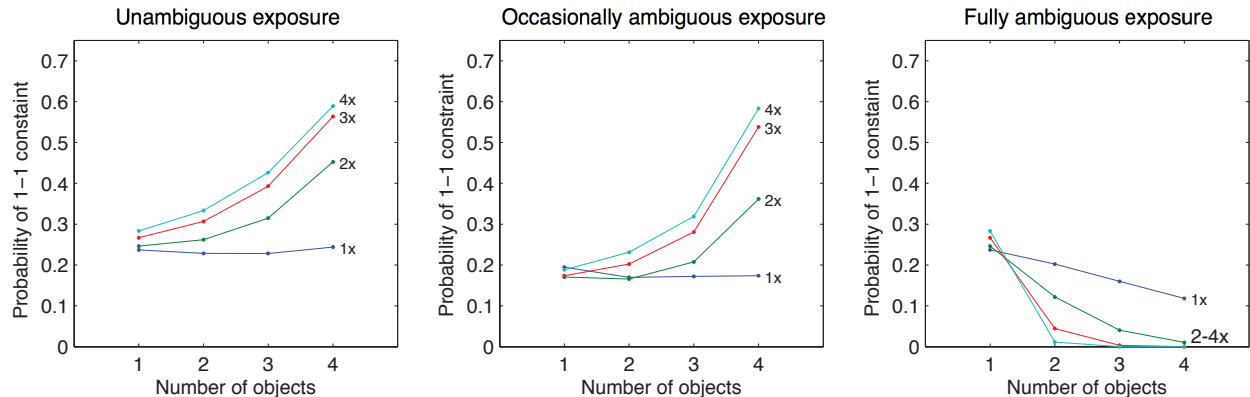 Unambiguous exposure
Probability of 1−1 constaint
0.7
0.6
0.5
0.4
0.3
0.2
0.1
0
4x
3x
2x
1x
1 2 3 4
Number of objects
Occasionally ambiguous exposure
Probability of 1−1 constraint
0.7
0.6
0.5
0.4
0.3
0.2
0.1
0
4x
3x
2x
1x
1 2 3 4
Number of objects
Fully ambiguous exposure
Probability of 1−1 constaint
0.7
0.6
0.5
0.4
0.3
0.2
0.1
0
1x
2-4x
1 2 3 4
Number of objects